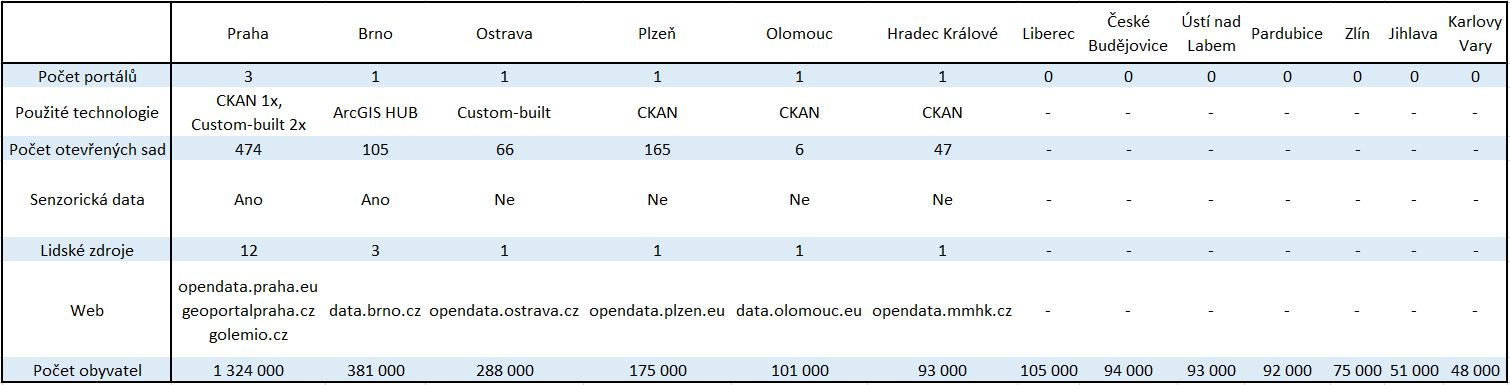 Praha Brno Ostrava Plzeň Olomouc Hradec Králové Liberec České Budějovice Ústí nad Labem Pardubice Zlín Jihlava Karlovy Vary
Počet portálů 3 1 1 1 1 1 0 0 0 0 0 0 0
Použité technologie CKAN 1x, Custom-built 2x ArcGIS HUB Custom-built CKAN CKAN CKAN - - - - - - -
Počet otevřených sad 474 105 66 165 6 47 - - - - - - -
Senzorická data Ano Ano Ne Ne Ne Ne - - - - - - -
Lidské zdroje 12 3 1 1 1 1 - - - - - - -
Web opendata.praha.eu geoportalpraha.cz golemio.cz data.brno.cz opendata.ostrava.cz opendata.plzen.eu data.olomouc.eu opendata.mmhk.cz - - - - - - -
Počet obyvatel 1 324 000 381 000 288 000 175 000 101 000 93 000 105 000 94 000 93 000 92 000 75 000 51 000 48 000